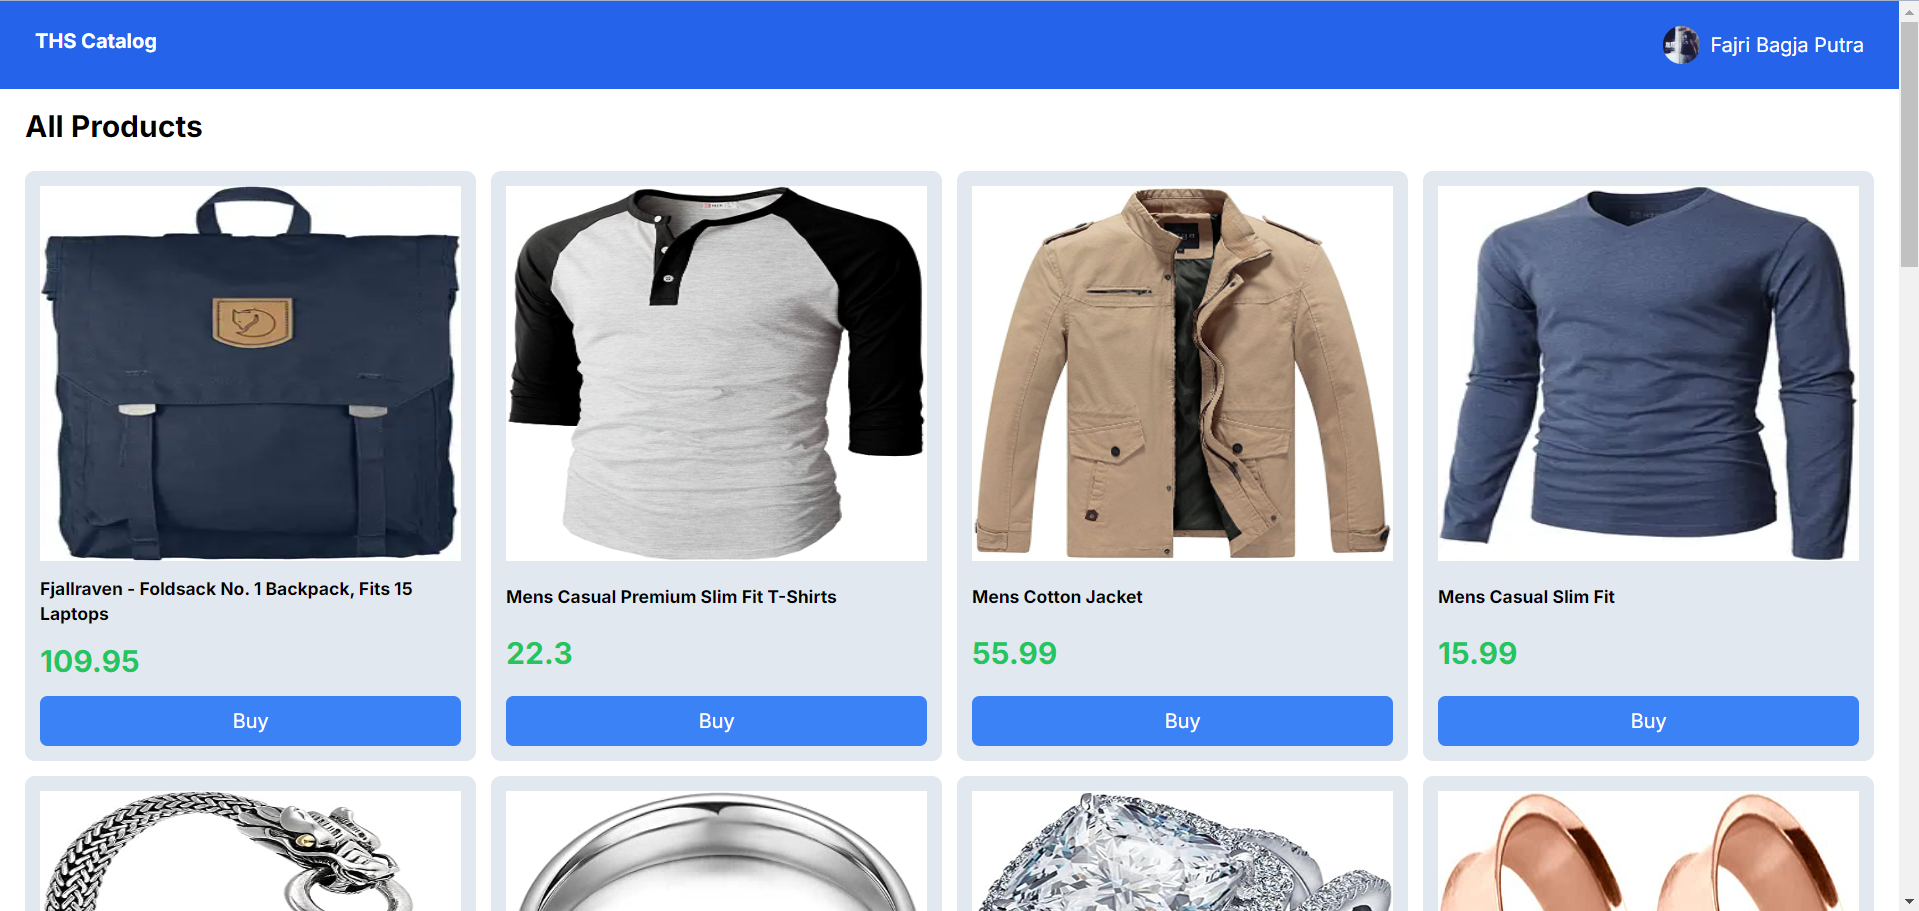 THS Catalog
Fajri Bagja Putra
All Products
Fjallraven - Foldsack No. 1 Backpack, Fits 15
Laptops
109.95
Buy
Mens Casual Premium Slim Fit T-Shirts
22.3
Buy
Mens Cotton Jacket
55.99
Buy
Mens Casual Slim Fit
15.99
Buy